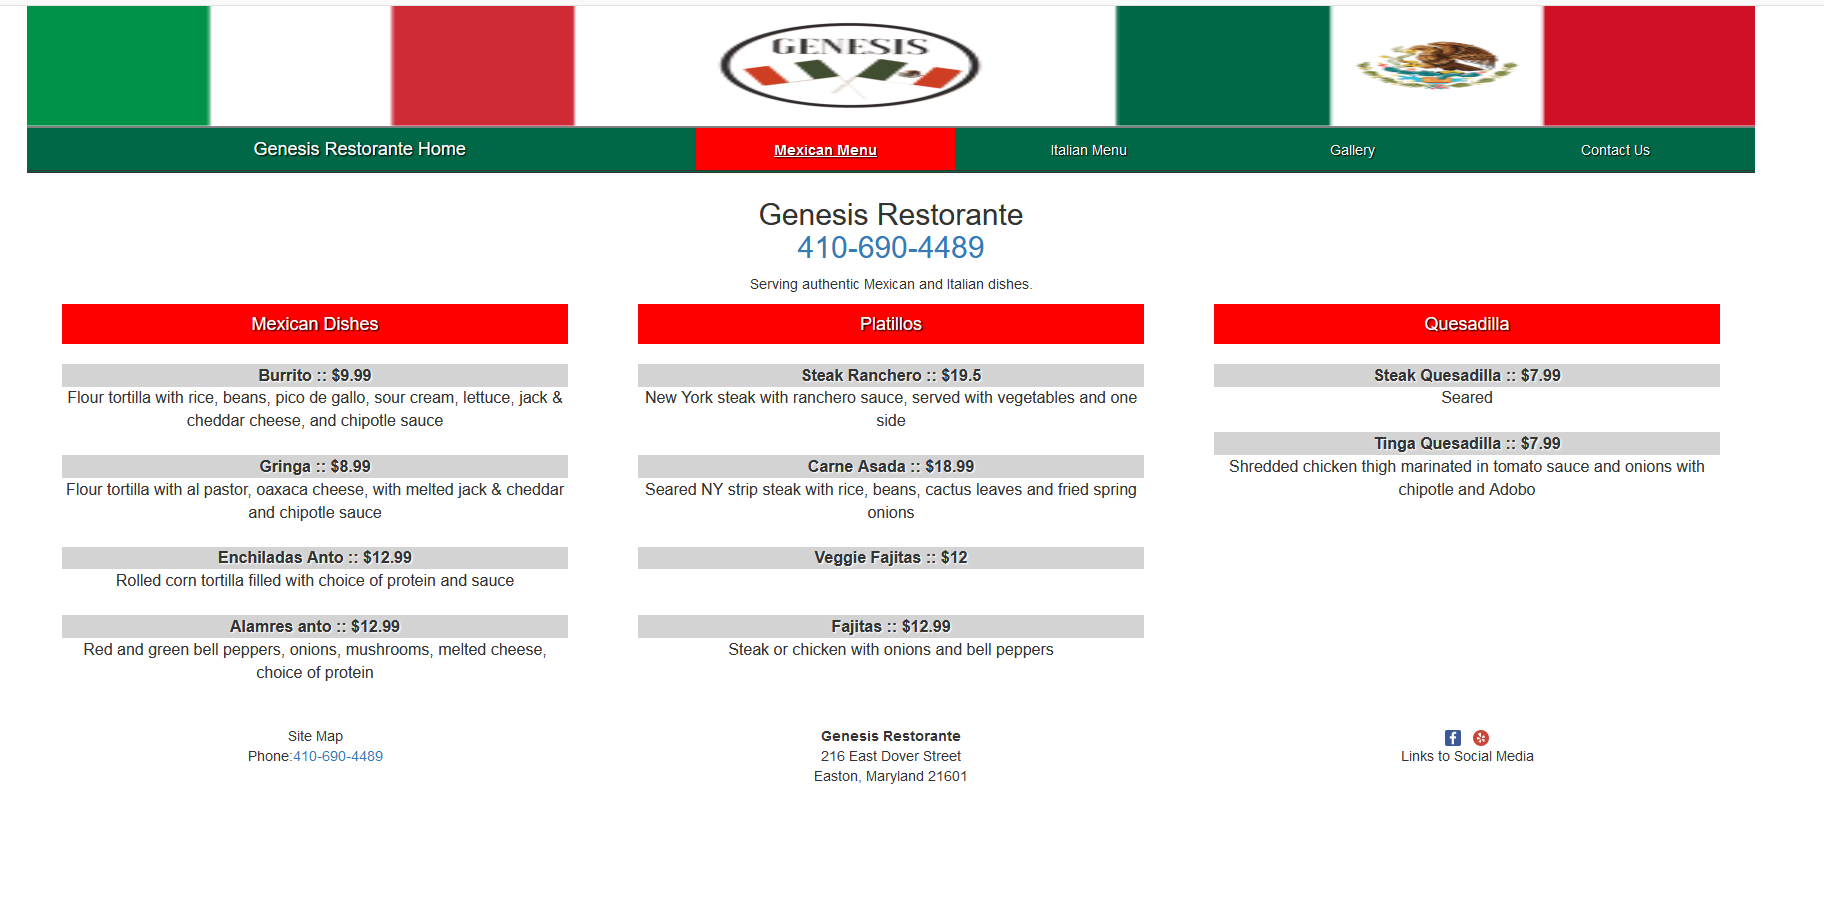 GENESIS
Genesis Restorante Home
Mexican Menu
Italian Menu
Gallery
Contact Us
Genesis Restorante
410-690-4489
Serving authentic Mexican and Italian dishes.
Mexican Dishes
Burrito :: $9.99
Flour tortilla with rice, beans, pico de gallo, sour cream, lettuce, jack &
cheddar cheese, and chipotle sauce
Gringa :: $8.99
Flour tortilla with al pastor, oaxaca cheese, with melted jack & cheddar
and chipotle sauce
Enchiladas Anto :: $12.99
Rolled corn tortilla filled with choice of protein and sauce
Alamres anto :: $12.99
Red and green bell peppers, onions, mushrooms, melted cheese,
choice of protein
Platillos
Steak Ranchero :: $19.5
New York steak with ranchero sauce, served with vegetables and one
side
Carne Asada :: $18.99
Seared NY strip steak with rice, beans, cactus leaves and fried spring
onions
Veggie Fajitas :: $12
Fajitas :: $12.99
Steak or chicken with onions and bell peppers
Quesadilla
Steak Quesadilla :: $7.99
Seared
Tinga Quesadilla :: $7.99
Shredded chicken thigh marinated in tomato sauce and onions with
chipotle and Adobo
Site Map
Phone:410-690-4489
Genesis Restorante
216 East Dover Street
Easton, Maryland 21601
Links to Social Media